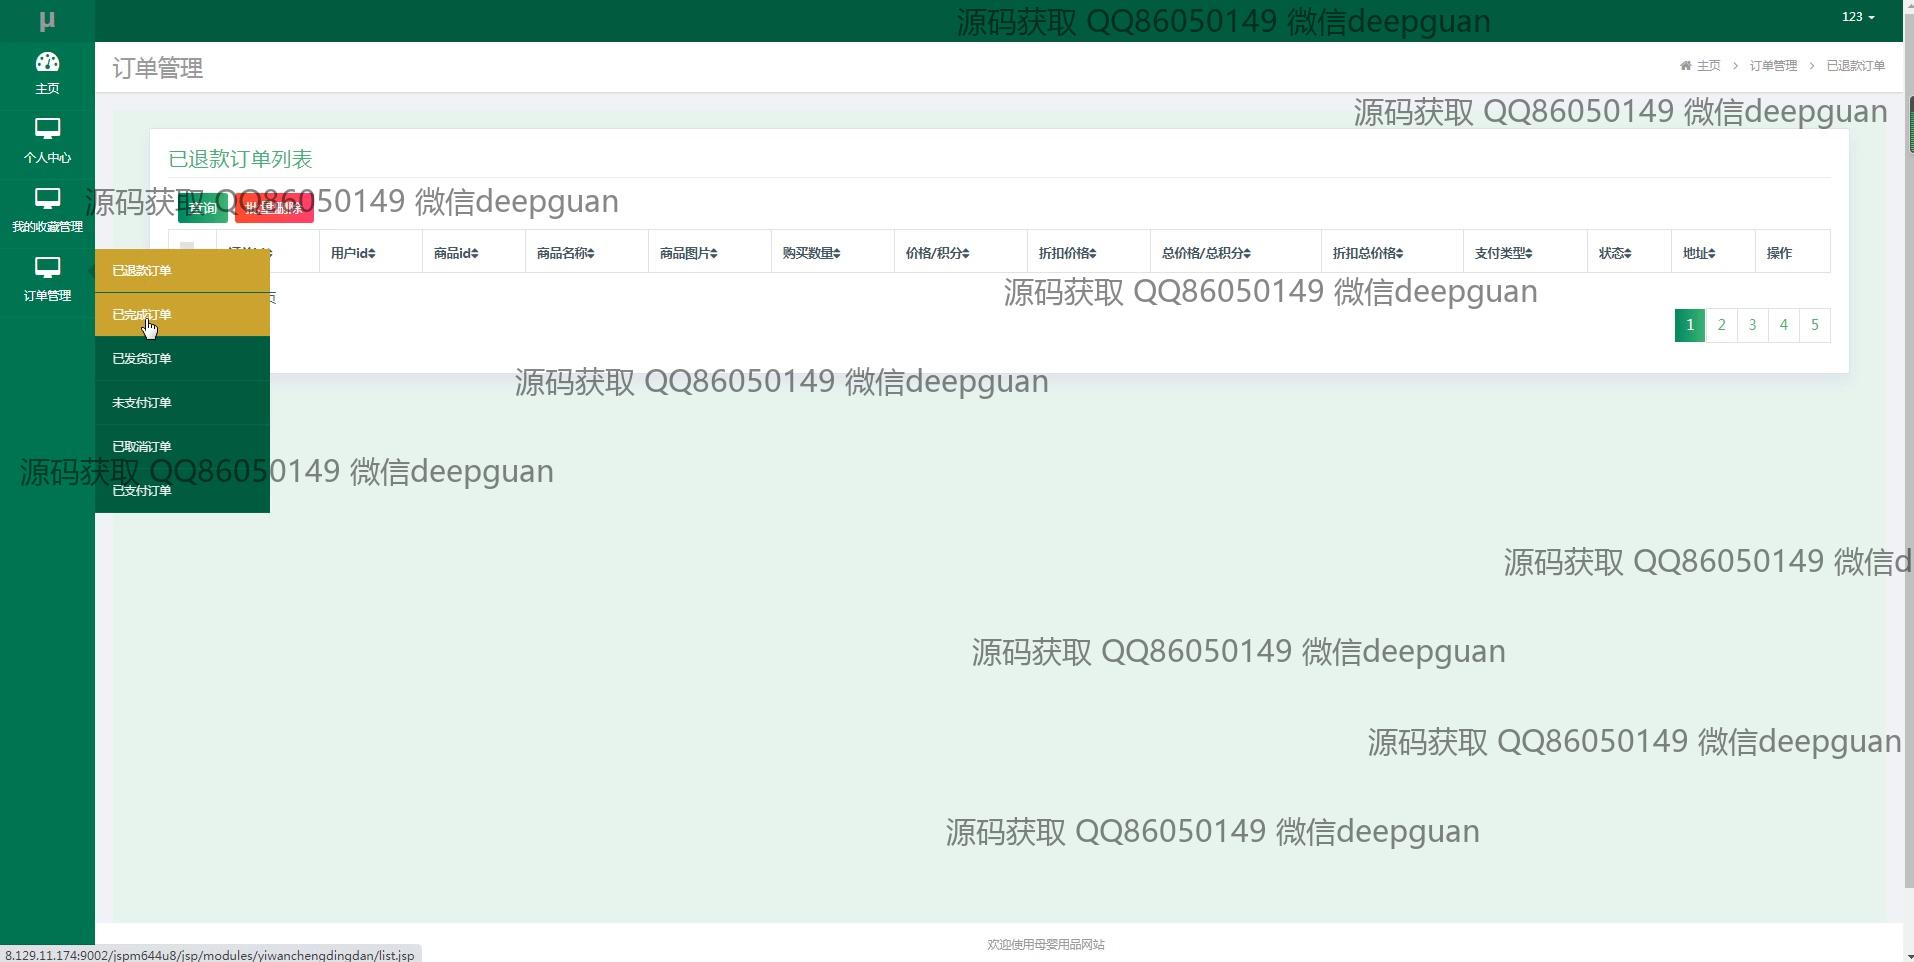 μ
源码获取 QQ86050149 微信deepguan
123
主页
订单管理
主页 > 订单管理 > 已退款订单
源码获取 QQ86050149 微信deepguan
个人中心
已退款订单列表
我的收藏管理
源码获取 QQ86050149 微信deepguan
查询 批量删除
用户id 商品id 商品名称 商品图片 购买数量 价格/积分 折扣价格 总价格/总积分 折扣总价格 支付类型 状态 地址 操作
订单管理
已退款订单
页
源码获取 QQ86050149 微信deepguan
已完成订单
1 2 3 4 5
已发货订单
源码获取 QQ86050149 微信deepguan
未支付订单
已取消订单
源码获取 QQ86050149 微信deepguan
已支付订单
源码获取 QQ86050149 微信d
源码获取 QQ86050149 微信deepguan
源码获取 QQ86050149 微信deepguan
源码获取 QQ86050149 微信deepguan
欢迎使用母婴用品网站
8.129.11.174:9002/jspm644u8/jsp/modules/yiwanchengdingdan/list.jsp